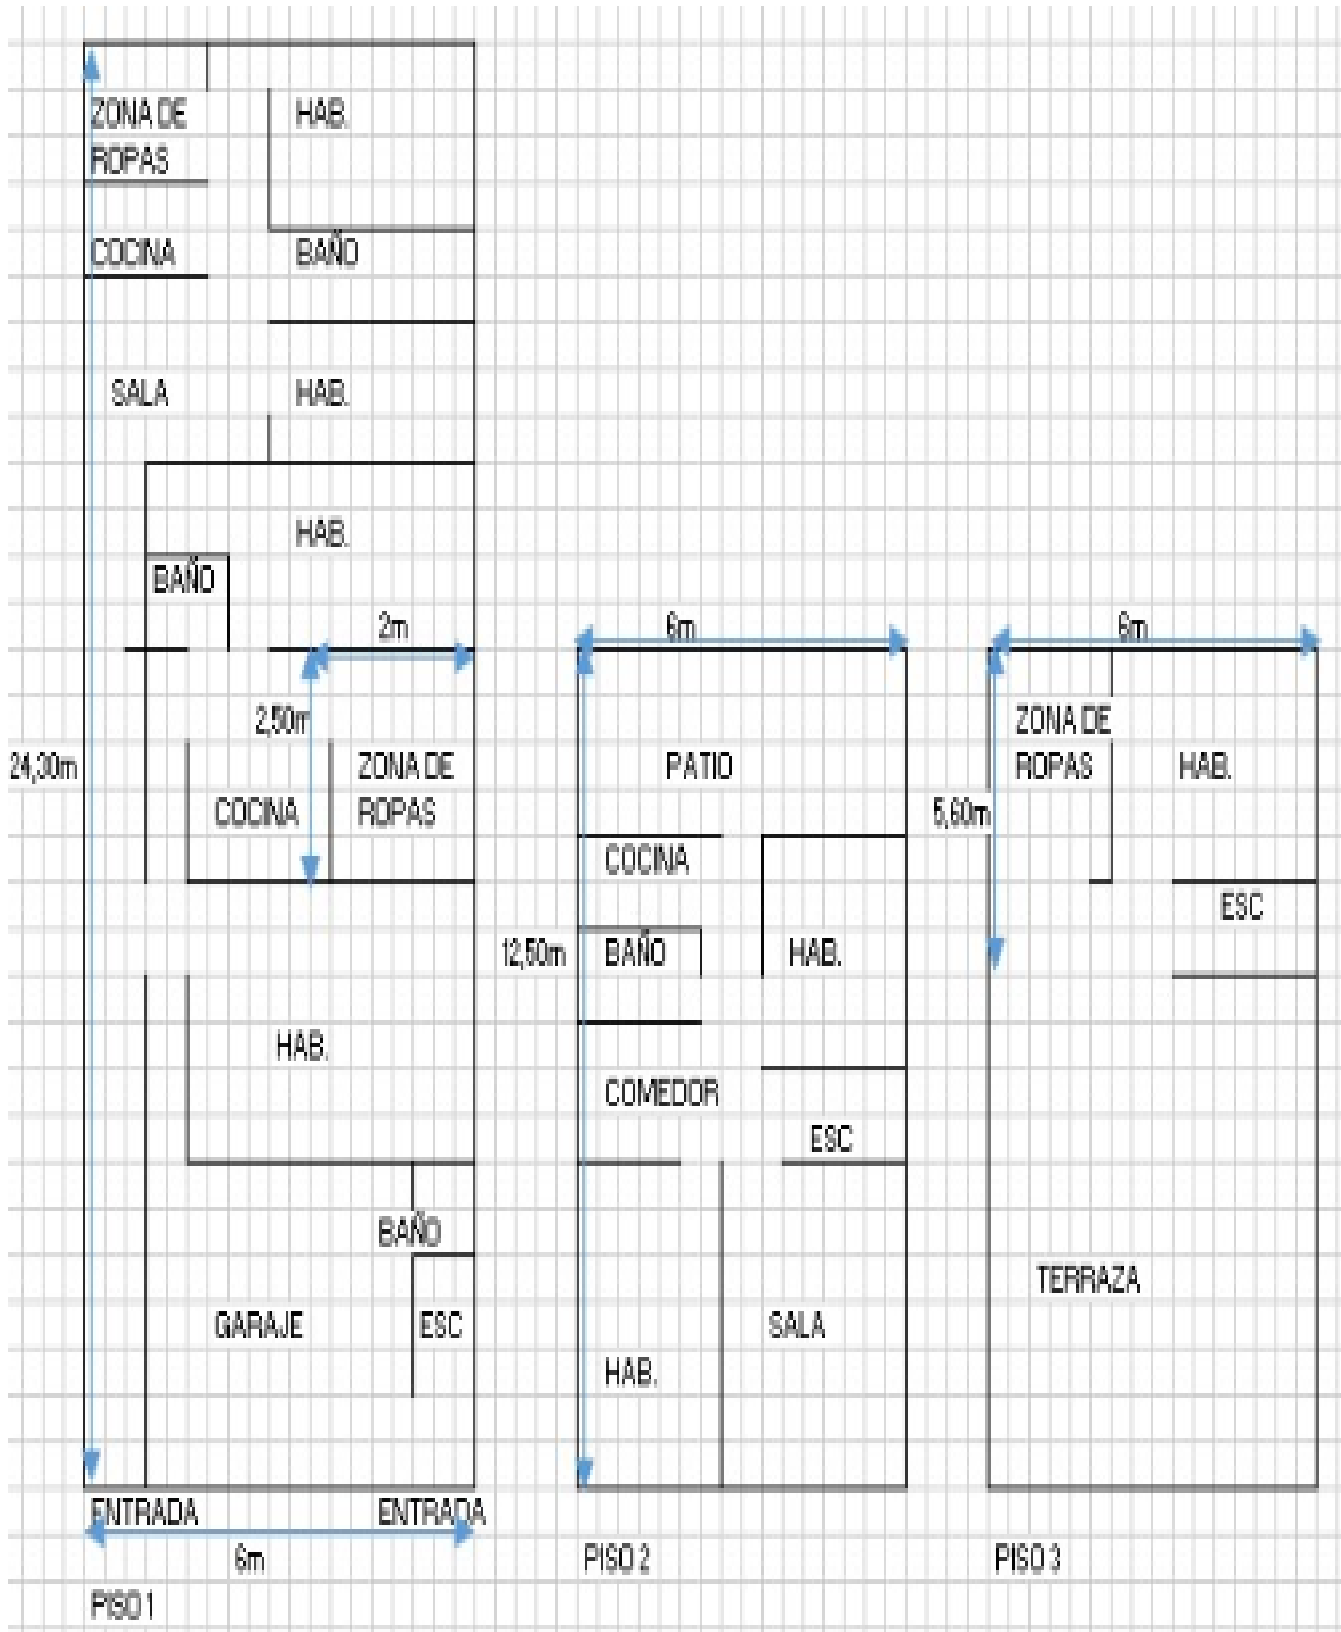 ZONA DE
ROPAS
HAB.
COCINA
BAÑO
SALA
HAB.
HAB.
BAÑO
2m
2,50m
24,30m
COCINA
ZONA DE
ROPAS
HAB.
BAÑO
GARAJE
ESC
ENTRADA
ENTRADA
6m
PISO 1
6m
PATIO
COCINA
12,50m
BAÑO
HAB.
COMEDOR
ESC
SALA
HAB.
PISO 2
6m
ZONA DE
ROPAS
HAB.
5,60m
ESC
TERRAZA
PISO 3